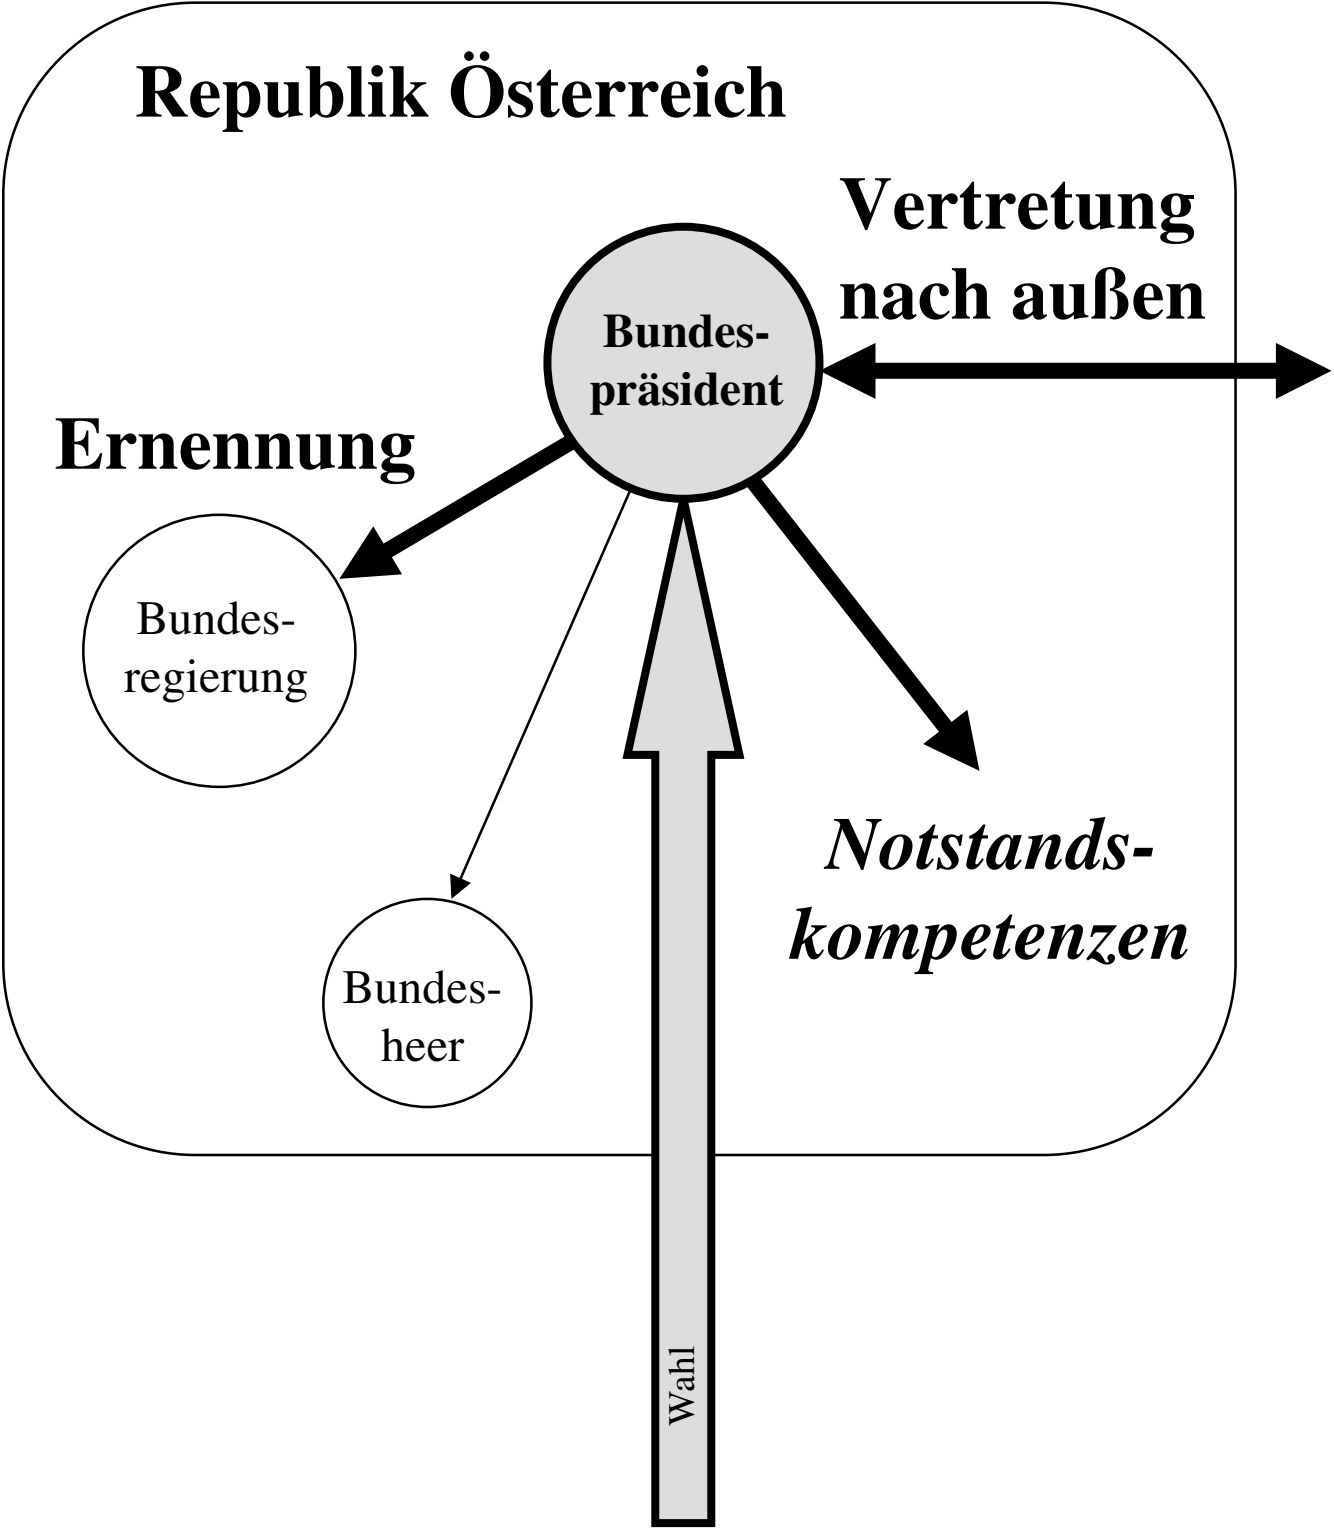 Republik Österreich
Vertretung
nach außen
Bundes-
präsident
Ernennung
Bundes-
regierung
Notstands-
kompetenzen
Bundes-
heer
Wahl